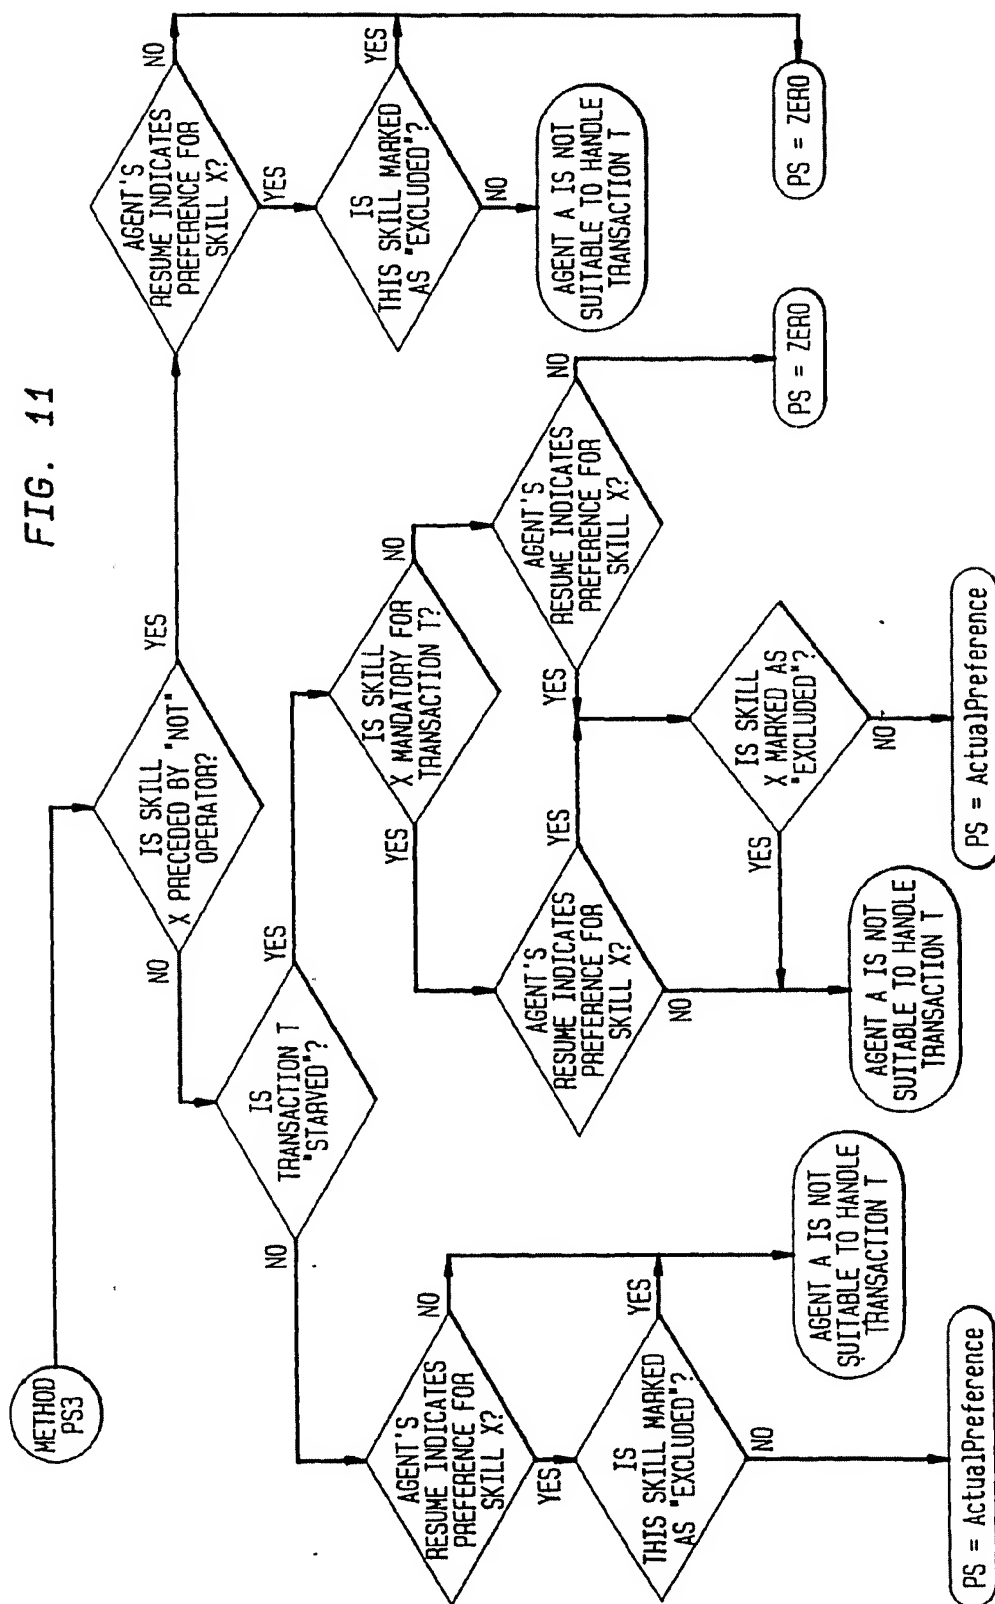 FIG. 11
METHOD
PS3
IS SKILL
X PRECEDED BY "NOT"
OPERATOR?
NO
YES
AGENT'S
RESUME INDICATES
PREFERENCE FOR
SKILL X?
NO
YES
IS
THIS SKILL MARKED
AS "EXCLUDED"?
YES
NO
AGENT A IS NOT
SUITABLE TO HANDLE
TRANSACTION T
PS = ZERO
IS
TRANSACTION T
"STARVED"?
NO
YES
IS SKILL
X MANDATORY FOR
TRANSACTION T?
YES
NO
AGENT'S
RESUME INDICATES
PREFERENCE FOR
SKILL X?
YES
NO
PS = ZERO
AGENT'S
RESUME INDICATES
PREFERENCE FOR
SKILL X?
YES
NO
IS SKILL
X MARKED AS
"EXCLUDED"?
YES
NO
AGENT A IS NOT
SUITABLE TO HANDLE
TRANSACTION T
PS = ActualPreference
AGENT'S
RESUME INDICATES
PREFERENCE FOR
SKILL X?
NO
YES
IS
THIS SKILL MARKED
AS "EXCLUDED"?
YES
NO
AGENT A IS NOT
SUITABLE TO HANDLE
TRANSACTION T
PS = ActualPreference